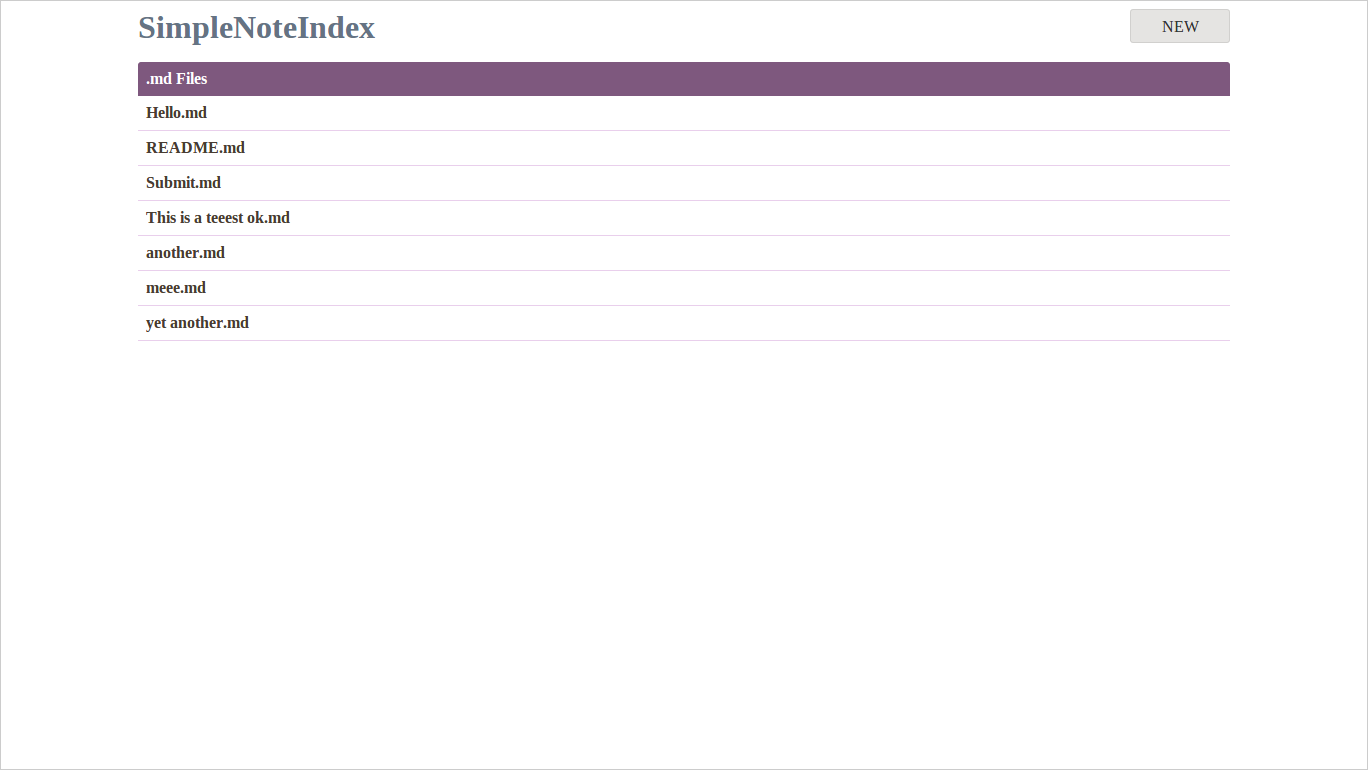 SimpleNoteIndex
NEW
.md Files
Hello.md
README.md
Submit.md
This is a teeest ok.md
another.md
meee.md
yet another.md